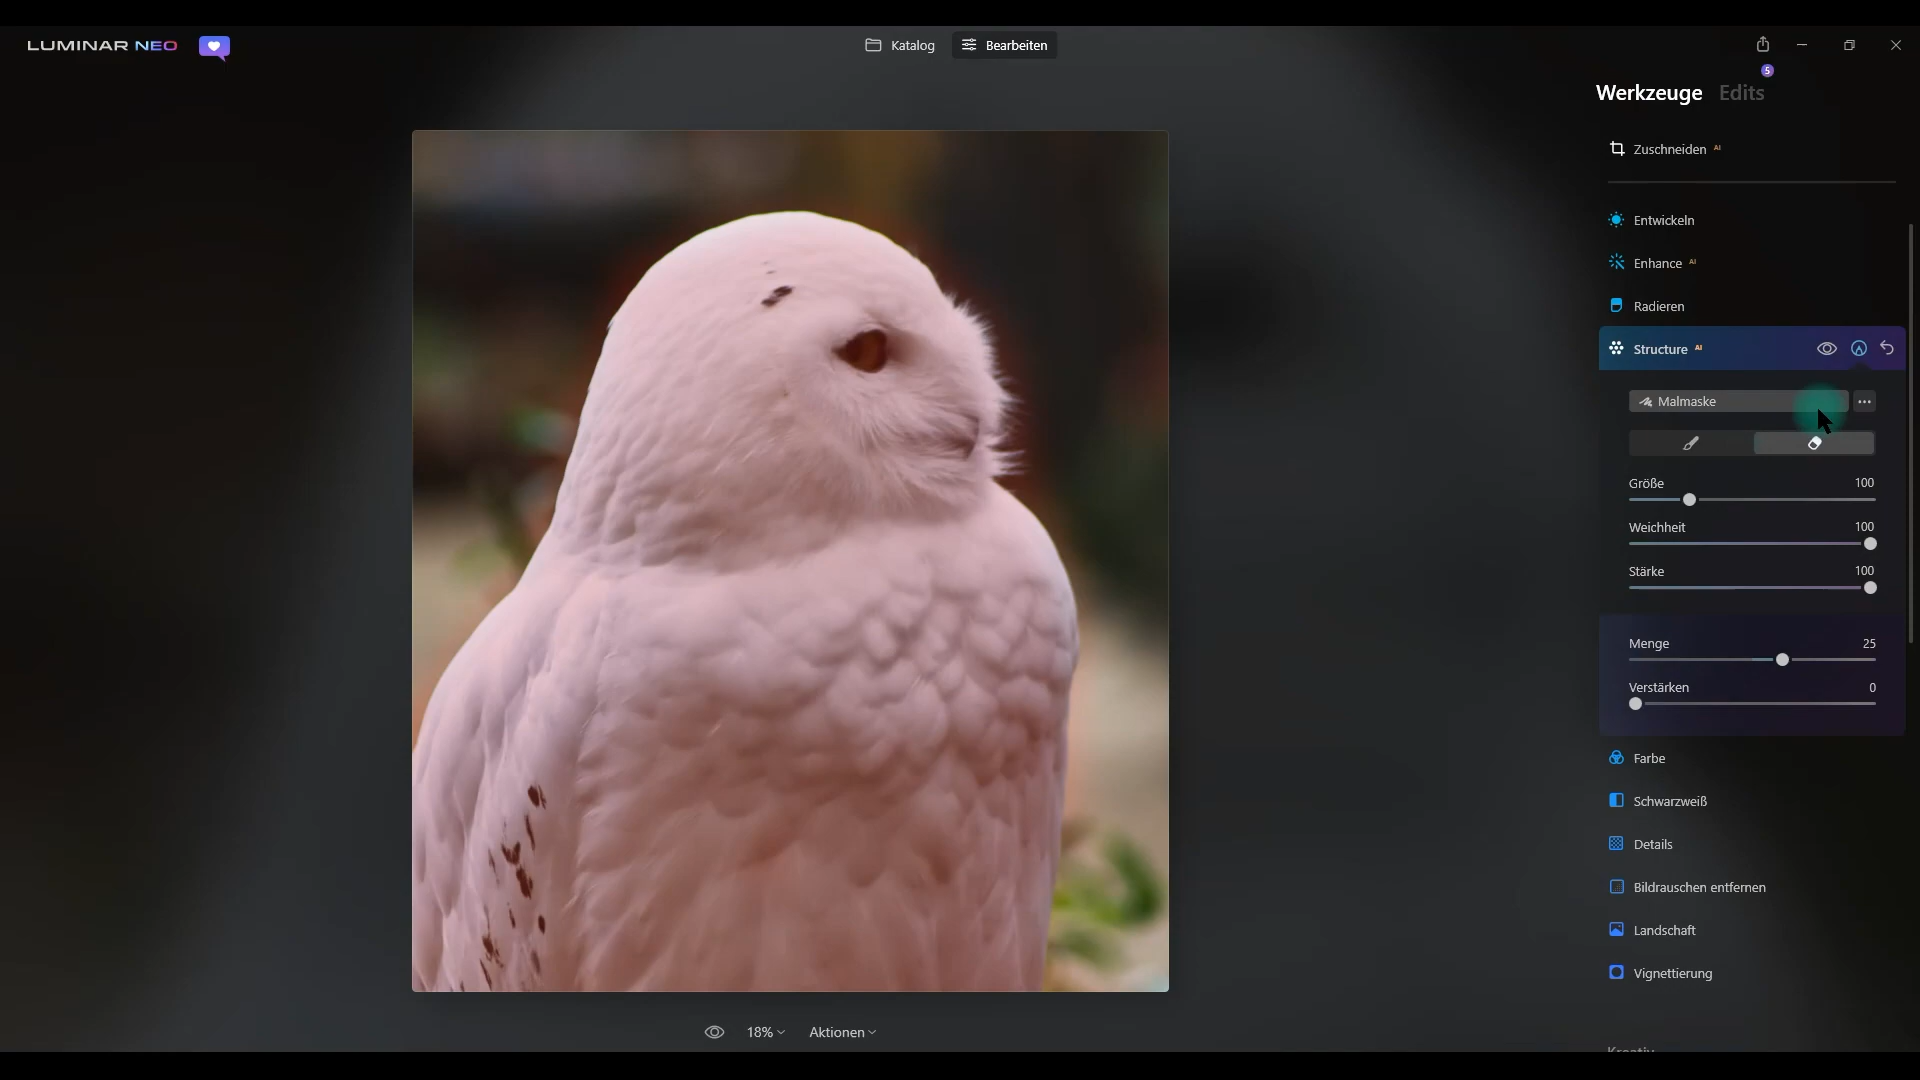 LUMINAR NEO
Katalog
Bearbeiten
5
Werkzeuge Edits
Zuschneiden AI
Entwickeln
Enhance AI
Radieren
Structure AI
Malmaske
Größe 100
Weichheit 100
Stärke 100
Menge 25
Verstärken 0
Farbe
Schwarzweiß
Details
Bildrauschen entfernen
Landschaft
Vignettierung
Kreativ
18%
Aktionen